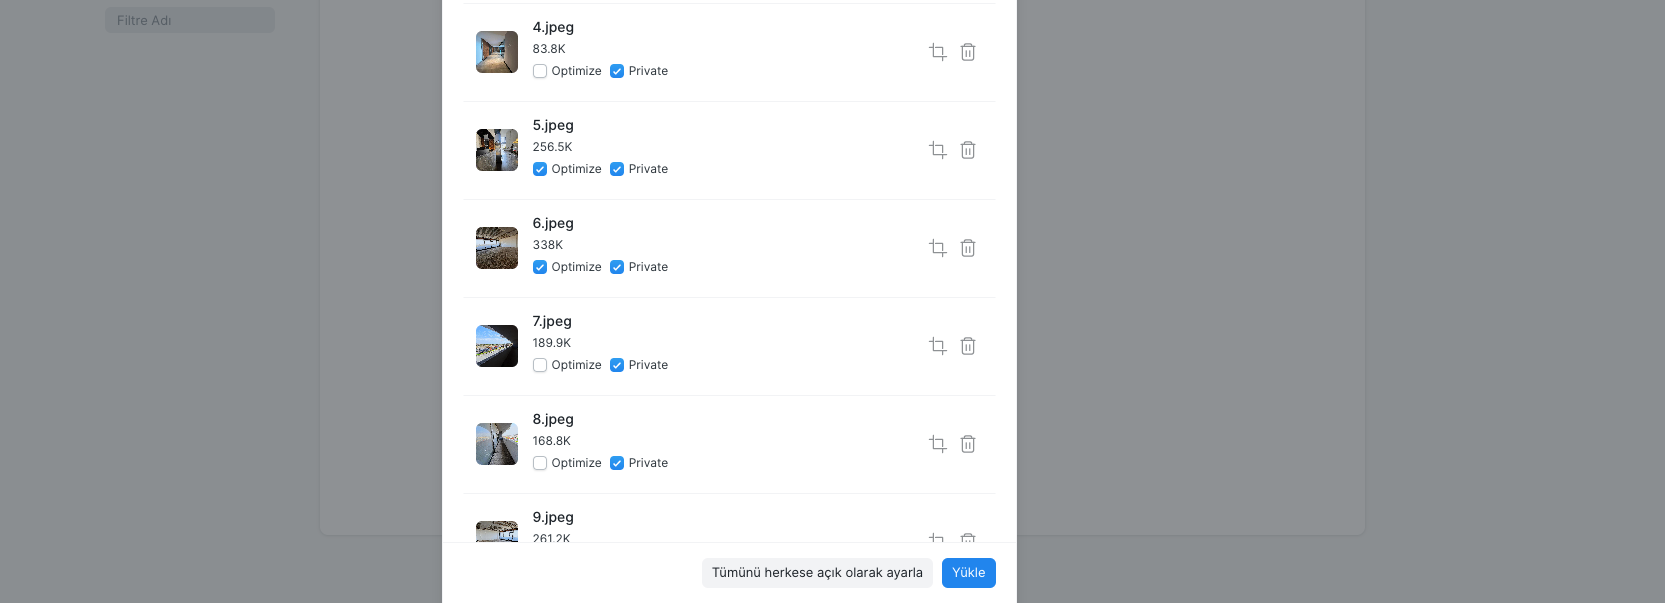 Filtre Adı
4.jpeg
83.8K
Optimize Private
5.jpeg
256.5K
Optimize Private
6.jpeg
338K
Optimize Private
7.jpeg
189.9K
Optimize Private
8.jpeg
168.8K
Optimize Private
9.jpeg
261.2K
Tümünü herkese açık olarak ayarla Yükle